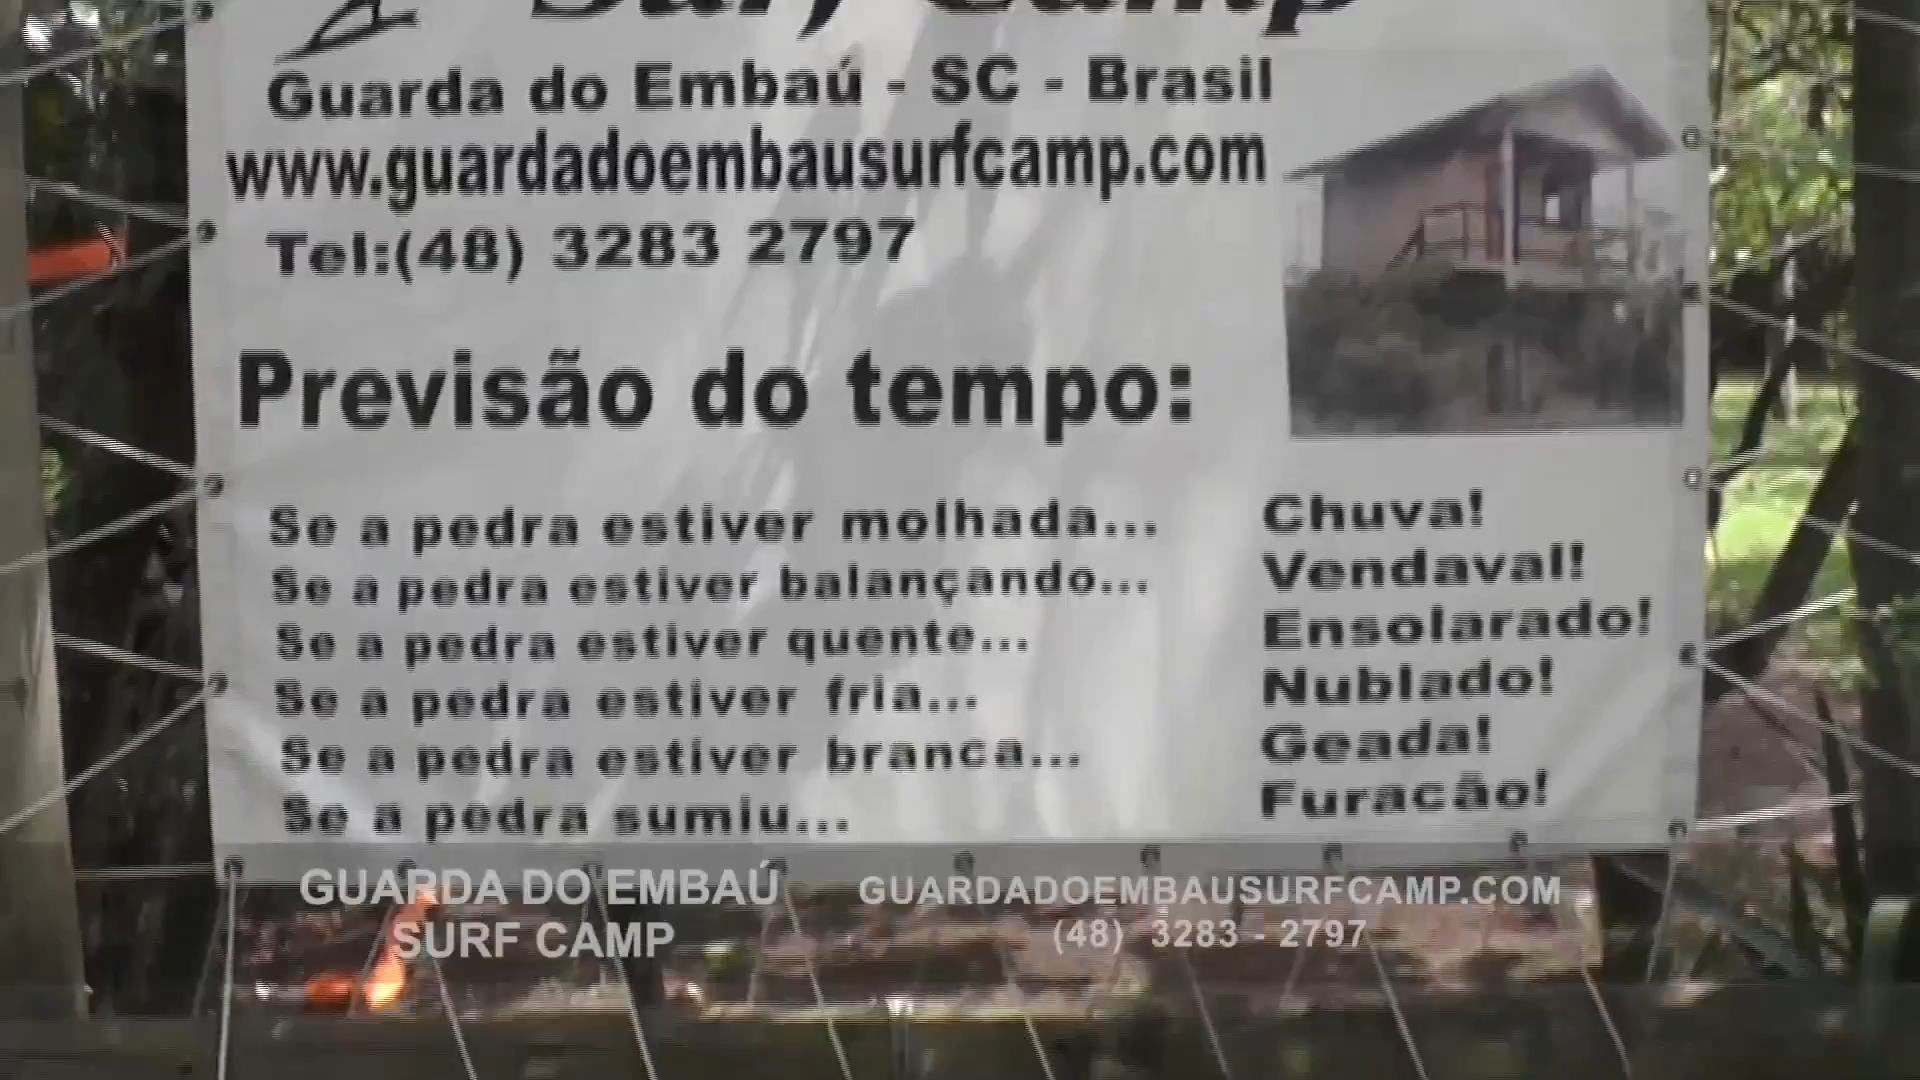 Surf Camp
Guarda do Embaú - SC - Brasil
www.guardadoembausurfcamp.com
Tel:(48) 3283 2797
Previsão do tempo:
Se a pedra estiver molhada... Chuva!
Se a pedra estiver balançando... Vendaval!
Se a pedra estiver quente... Ensolarado!
Se a pedra estiver fria... Nublado!
Se a pedra estiver branca... Geada!
Se a pedra sumiu... Furacão!
GUARDA DO EMBAÚ
SURF CAMP
GUARDADOEMBAUSURFCAMP.COM
(48) 3283 - 2797